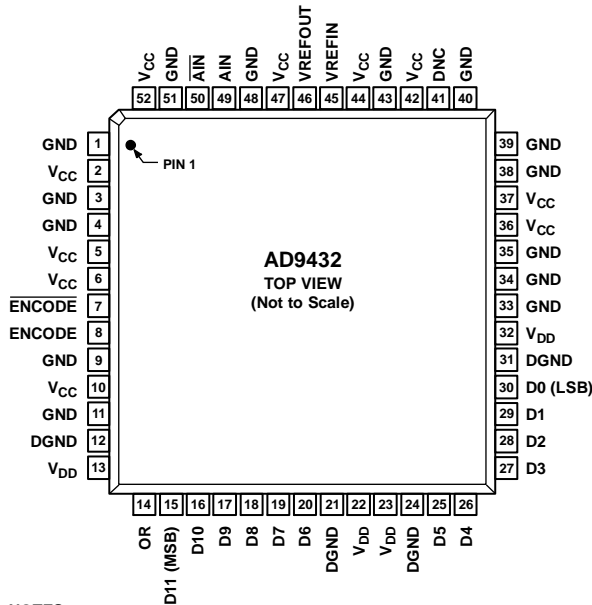 VCC
GND
A̅I̅N̅
AIN
GND
VCC
VREFOUT
VREFIN
VCC
GND
VCC
DNC
GND
52 51 50 49 48 47 46 45 44 43 42 41 40
GND 1
VCC 2
GND 3
GND 4
VCC 5
VCC 6
E̅N̅C̅O̅D̅E̅ 7
ENCODE 8
GND 9
VCC 10
GND 11
DGND 12
VDD 13
PIN 1
AD9432
TOP VIEW
(Not to Scale)
39 GND
38 GND
37 VCC
36 VCC
35 GND
34 GND
33 GND
32 VDD
31 DGND
30 D0 (LSB)
29 D1
28 D2
27 D3
14 15 16 17 18 19 20 21 22 23 24 25 26
OR
D11 (MSB)
D10
D9
D8
D7
D6
DGND
VDD
VDD
DGND
D5
D4